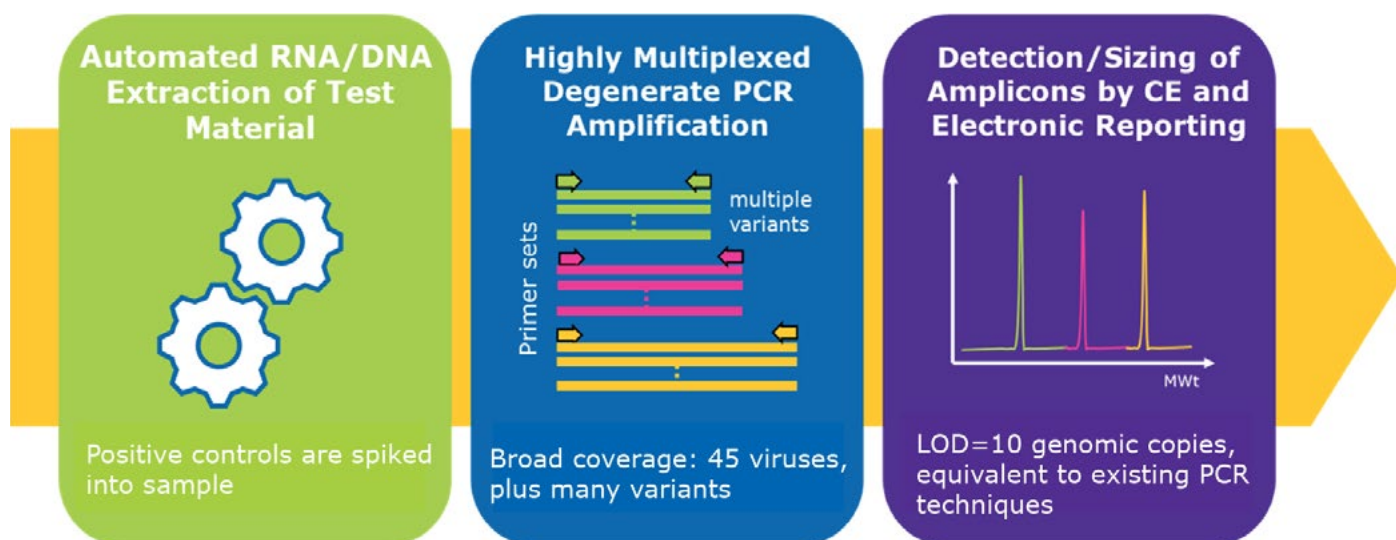 Automated RNA/DNA
Extraction of Test
Material
Positive controls are spiked
into sample
Highly Multiplexed
Degenerate PCR
Amplification
Primer sets
multiple
variants
Broad coverage: 45 viruses,
plus many variants
Detection/Sizing of
Amplicons by CE and
Electronic Reporting
MWt
LOD=10 genomic copies,
equivalent to existing PCR
techniques